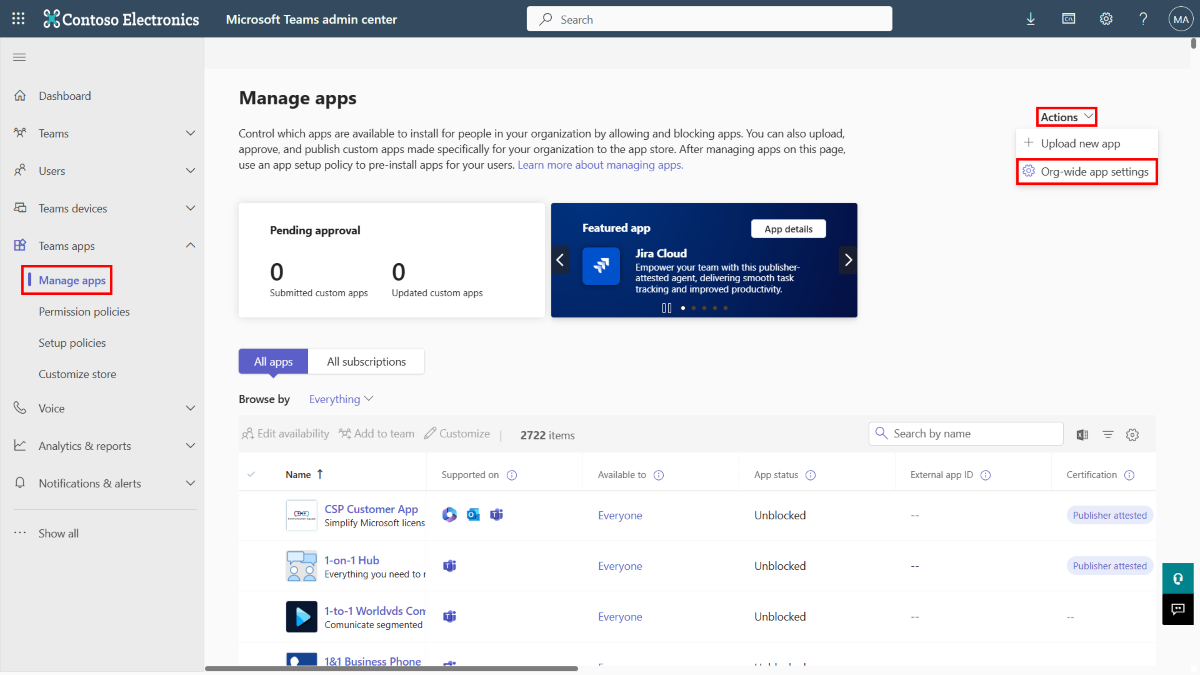 Contoso Electronics
Microsoft Teams admin center
Search
MA
Dashboard
Teams
Users
Teams devices
Teams apps
Manage apps
Permission policies
Setup policies
Customize store
Voice
Analytics & reports
Notifications & alerts
Show all
Manage apps
Control which apps are available to install for people in your organization by allowing and blocking apps. You can also upload,
approve, and publish custom apps made specifically for your organization to the app store. After managing apps on this page,
use an app setup policy to pre-install apps for your users. Learn more about managing apps.
Actions
Upload new app
Org-wide app settings
Pending approval
0
Submitted custom apps
0
Updated custom apps
Featured app
App details
Jira Cloud
Empower your team with this publisher-
attested agent, delivering smooth task
tracking and improved productivity.
All apps
All subscriptions
Browse by Everything
Edit availability Add to team Customize | 2722 items
Search by name
Name ↑ Supported on Available to App status External app ID Certification
CSP Customer App
Simplify Microsoft licens
Everyone Unblocked -- Publisher attested
1-on-1 Hub
Everything you need to r
Everyone Unblocked -- Publisher attested
1-to-1 Worldvds Com
Comunicate segmented
Everyone Unblocked -- --
1&1 Business Phone